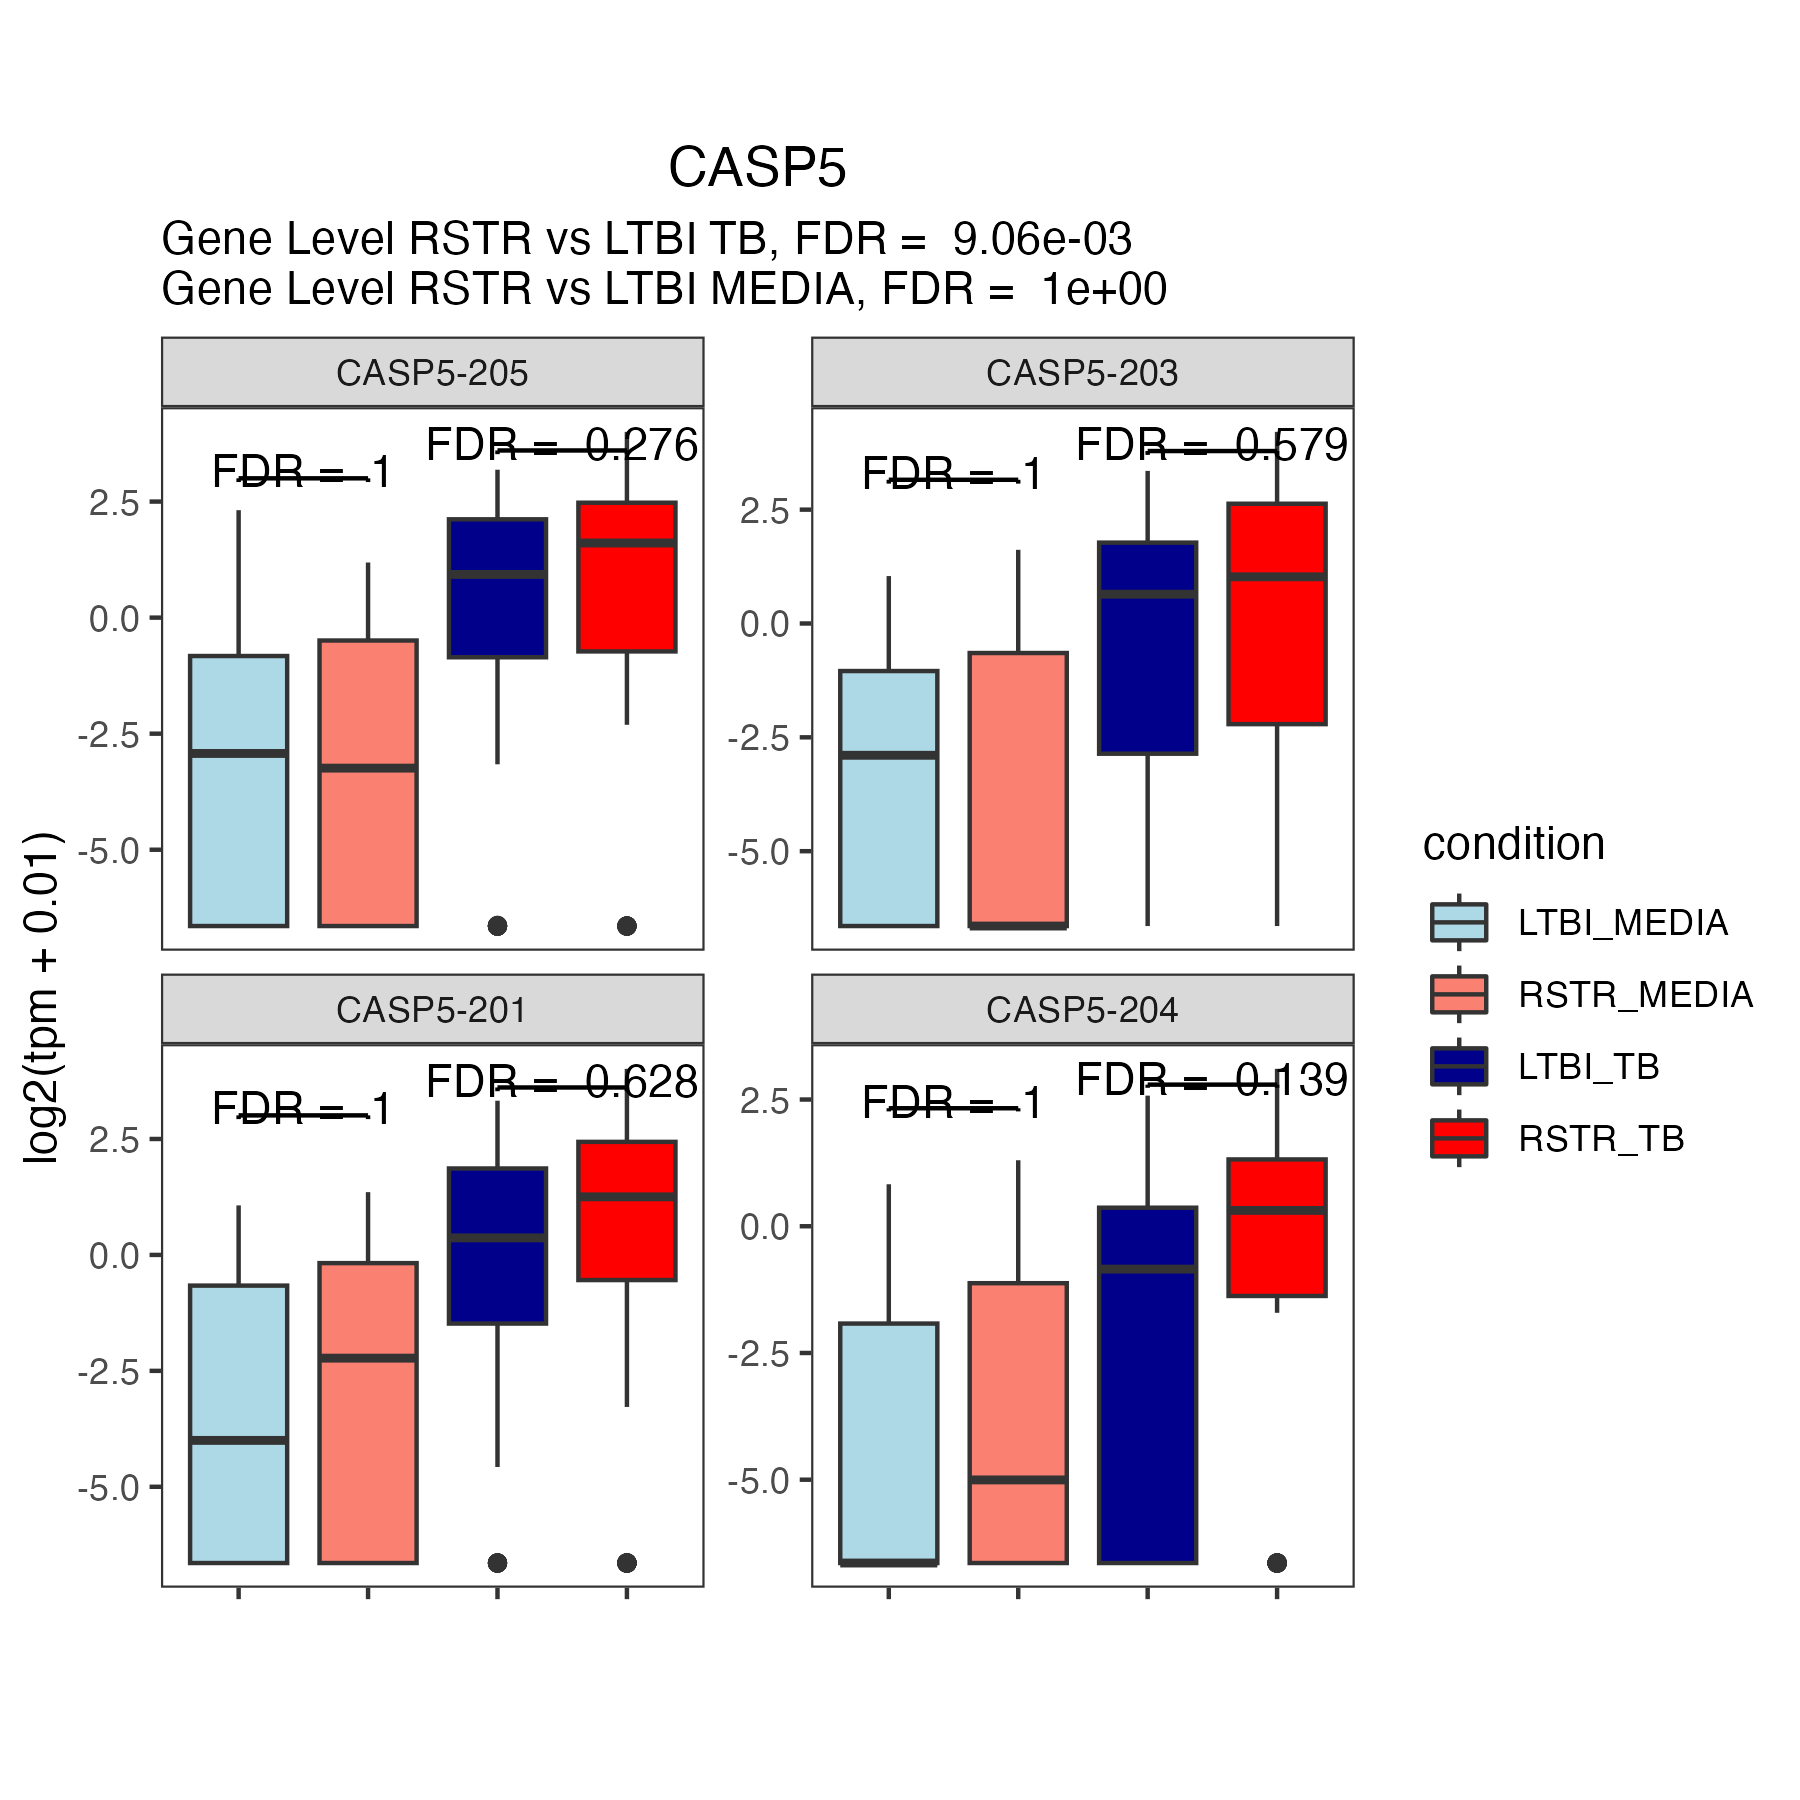 CASP5
Gene Level RSTR vs LTBI TB, FDR =  9.06e-03
Gene Level RSTR vs LTBI MEDIA, FDR =  1e+00
CASP5-205
FDR =  1
FDR =  0.276
2.5
0.0
-2.5
-5.0
CASP5-203
FDR =  1
FDR =  0.579
2.5
0.0
-2.5
-5.0
CASP5-201
FDR =  1
FDR =  0.628
2.5
0.0
-2.5
-5.0
CASP5-204
FDR =  1
FDR =  0.139
2.5
0.0
-2.5
-5.0
log2(tpm + 0.01)
condition
LTBI_MEDIA
RSTR_MEDIA
LTBI_TB
RSTR_TB